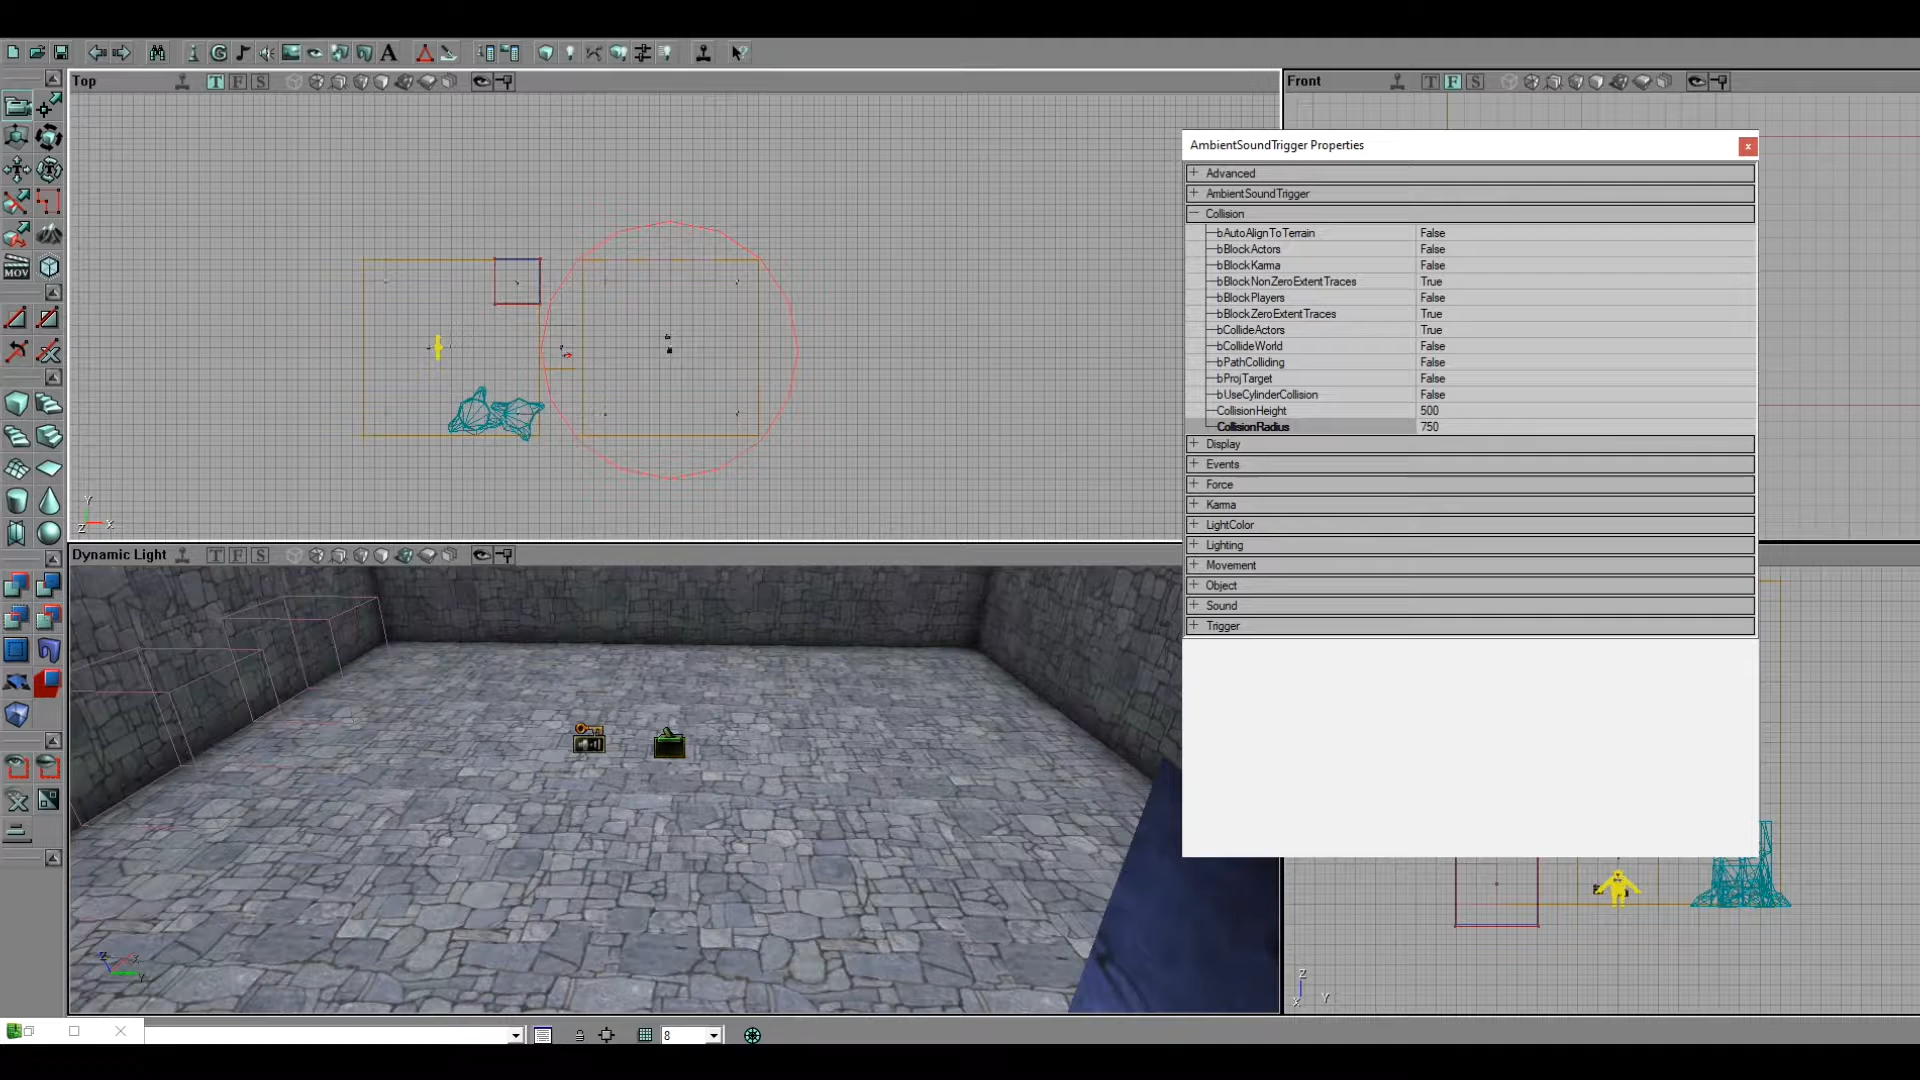 Top
T F S
Front
T F S
AmbientSoundTrigger Properties
x
Advanced
AmbientSoundTrigger
Collision
bAutoAlignToTerrain False
bBlockActors False
bBlockKarma False
bBlockNonZeroExtentTraces True
bBlockPlayers False
bBlockZeroExtentTraces True
bCollideActors True
bCollideWorld False
bPathColliding False
bProjTarget False
bUseCylinderCollision False
CollisionHeight 500
CollisionRadius 750
Display
Events
Force
Karma
LightColor
Lighting
Movement
Object
Sound
Trigger
MOV
Y
Z X
Dynamic Light
T F S
Z X
Y
Z
X Y
8